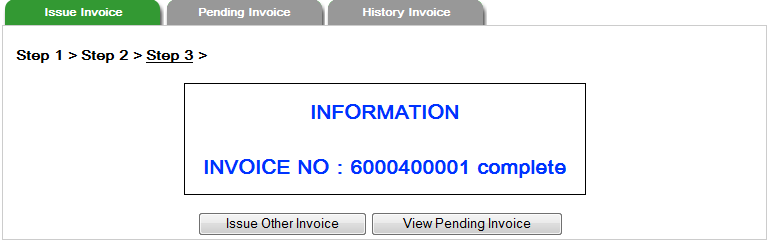 Issue Invoice Pending Invoice History Invoice
Step 1 > Step 2 > Step 3 >
INFORMATION
INVOICE NO : 6000400001 complete
Issue Other Invoice View Pending Invoice